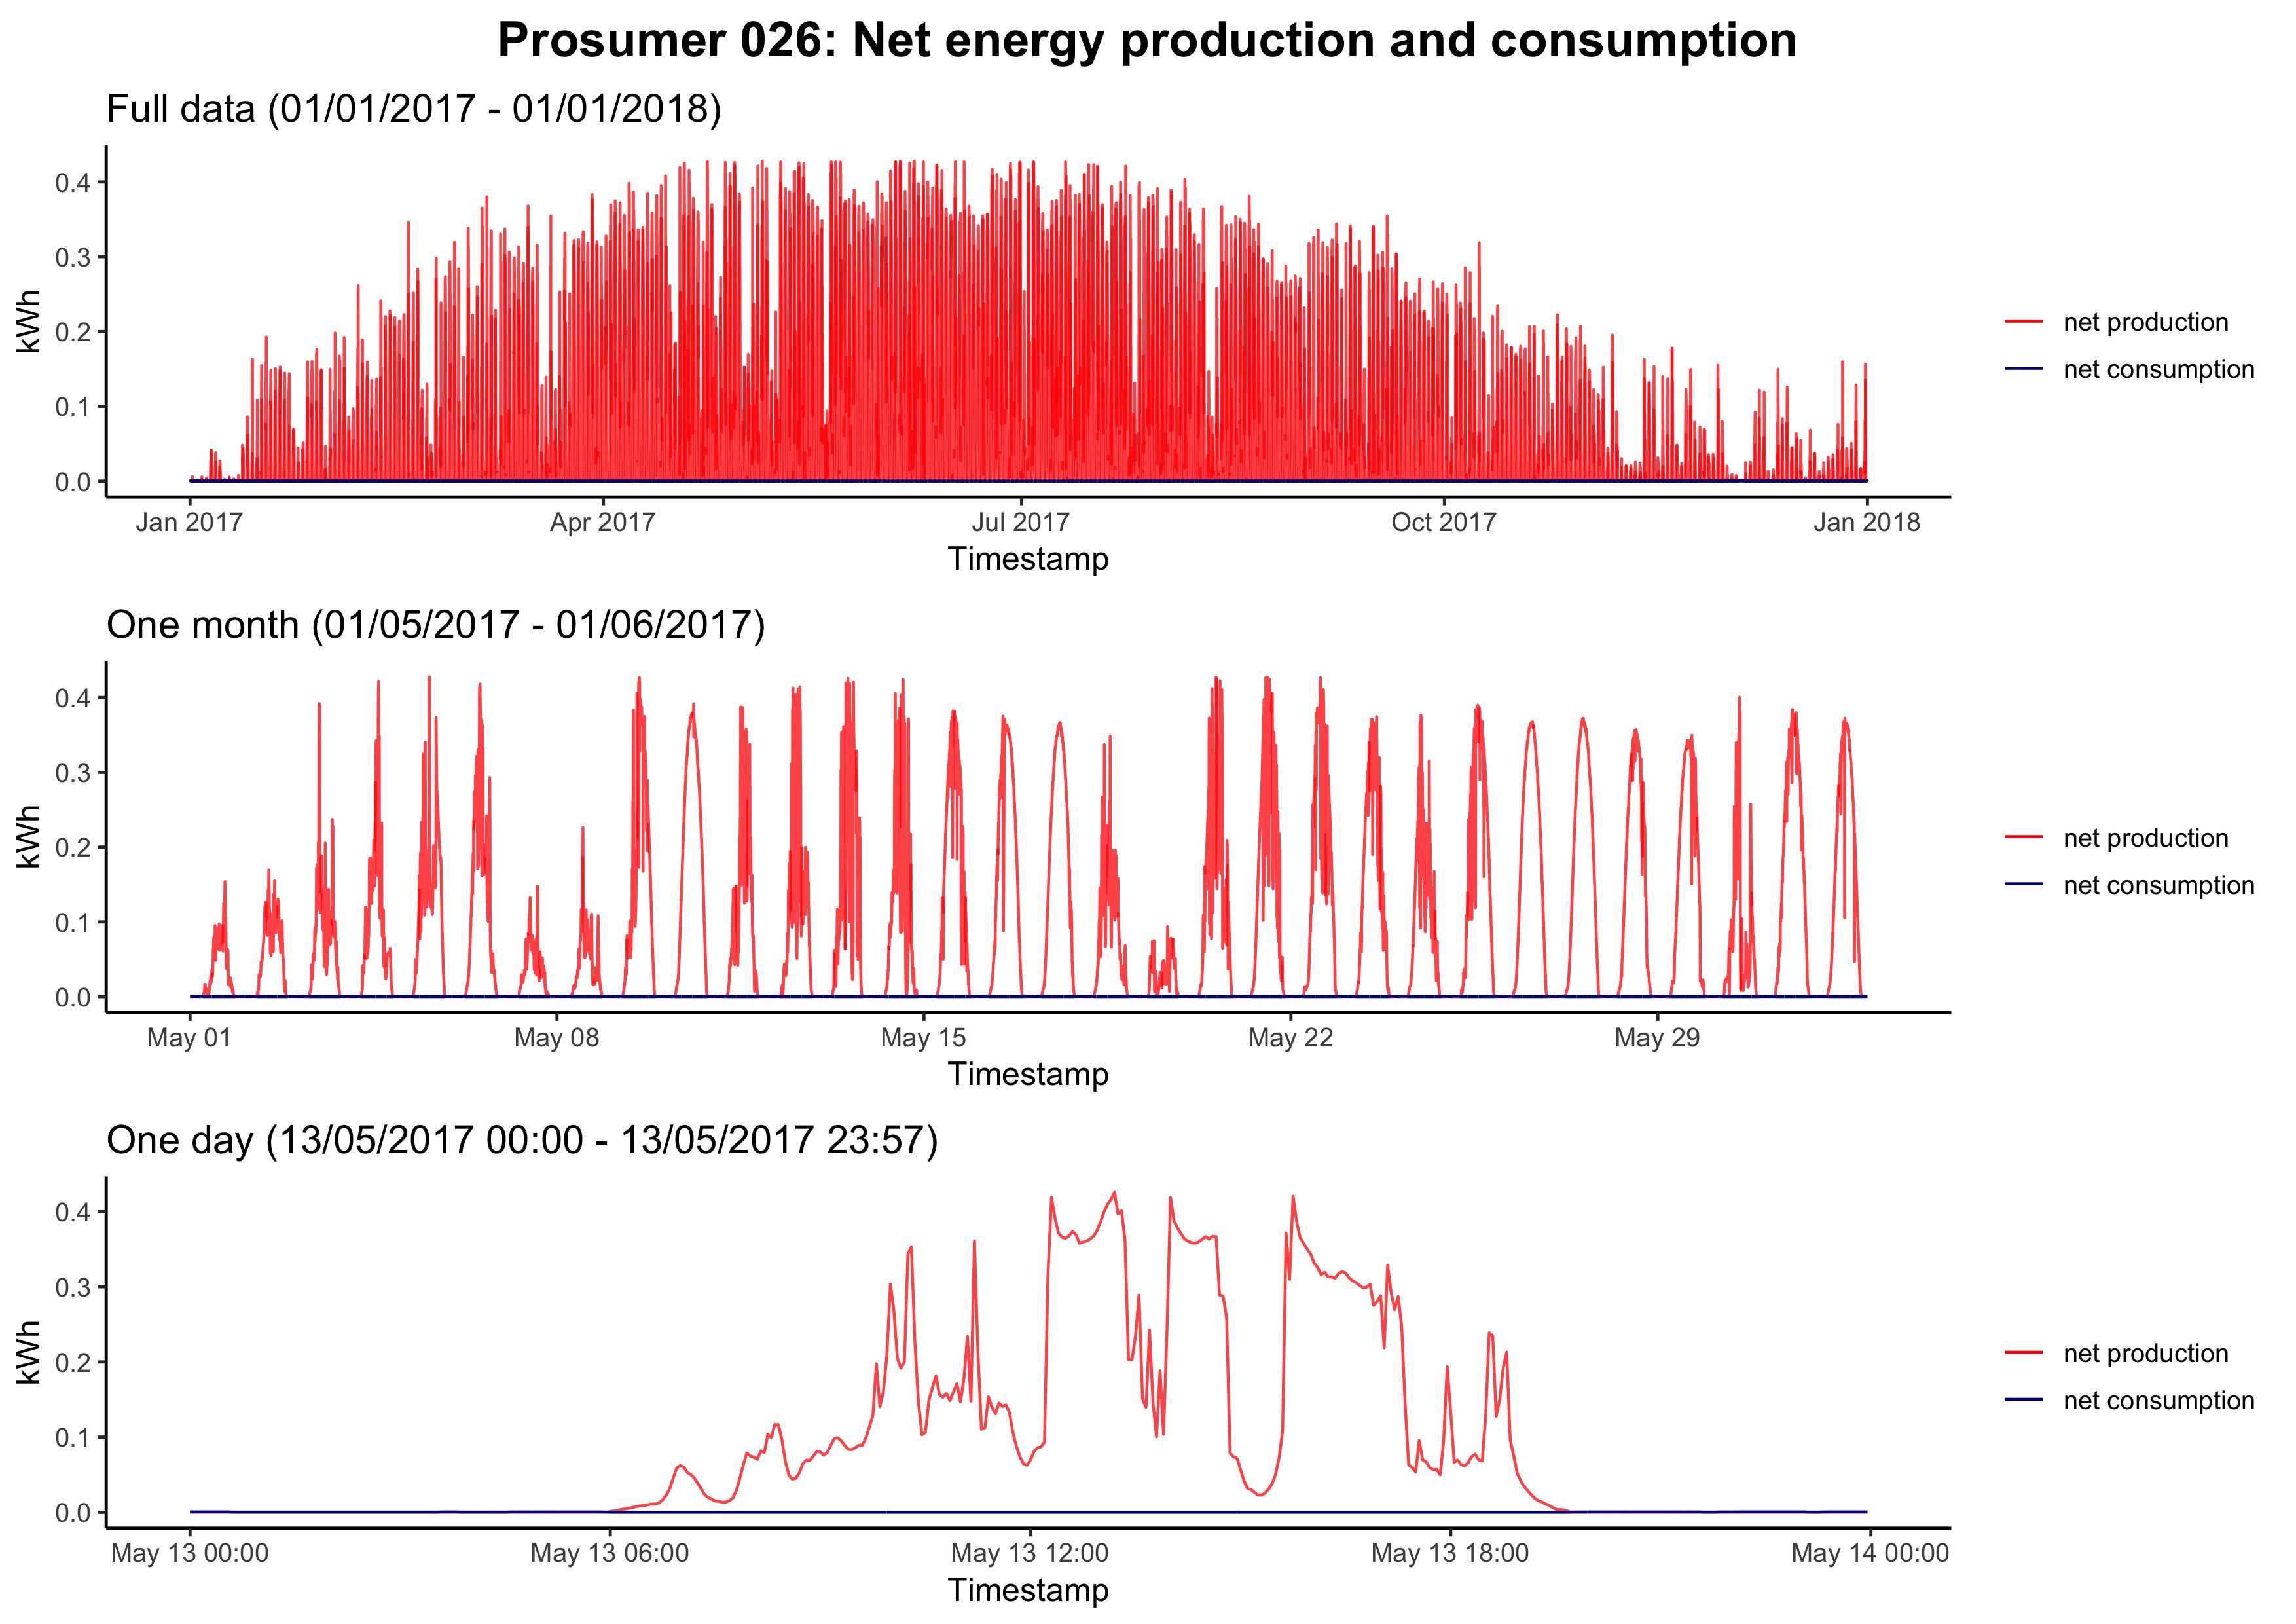 Prosumer 026: Net energy production and consumption
Full data (01/01/2017 - 01/01/2018)
kWh
0.4
0.3
0.2
0.1
0.0
Jan 2017 Apr 2017 Jul 2017 Oct 2017 Jan 2018
Timestamp
net production
net consumption
One month (01/05/2017 - 01/06/2017)
kWh
0.4
0.3
0.2
0.1
0.0
May 01 May 08 May 15 May 22 May 29
Timestamp
net production
net consumption
One day (13/05/2017 00:00 - 13/05/2017 23:57)
kWh
0.4
0.3
0.2
0.1
0.0
May 13 00:00 May 13 06:00 May 13 12:00 May 13 18:00 May 14 00:00
Timestamp
net production
net consumption